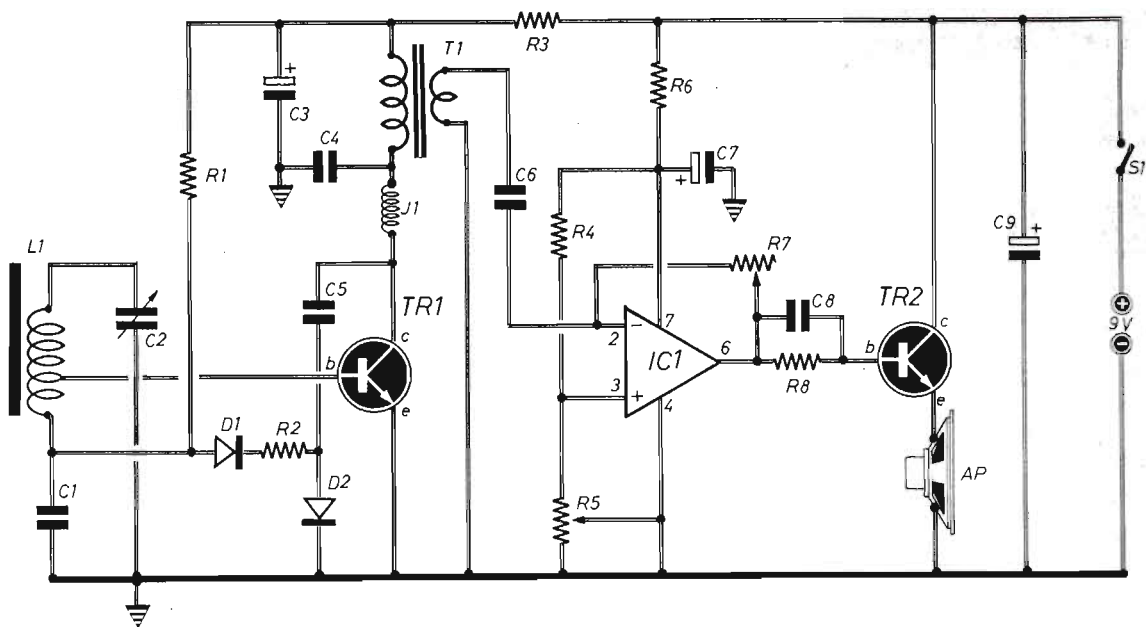 R3
T1
+
C3
R6
C4
C7
+
C6
R1
S1
J1
R4
R7
C9
+
L1
C5
TR1
C8
TR2
C2
c
7
c
2
−
+
9V
−
b
IC1
6
b
R8
3
+
4
e
e
D1
R2
AP
C1
D2
R5